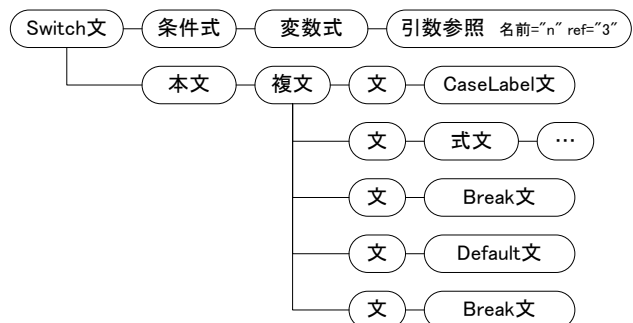 Switch文 条件式 変数式 引数参照 名前="n" ref="3"
本文 複文 文 CaseLabel文
文 式文 …
文 Break文
文 Default文
文 Break文